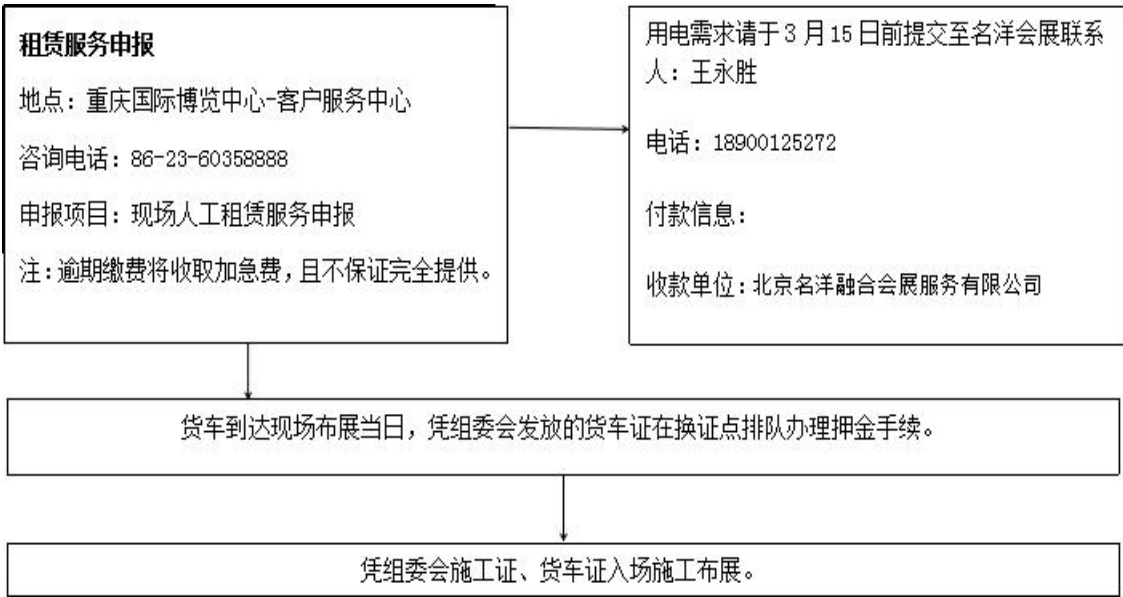 租赁服务申报
地点：重庆国际博览中心-客户服务中心
咨询电话：86-23-60358888
申报项目：现场人工租赁服务申报
注：逾期缴费将收取加急费，且不保证完全提供。
用电需求请于 3 月 15 日前提交至名洋会展联系
人：王永胜
电话：18900125272
付款信息：
收款单位：北京名洋融合会展服务有限公司
货车到达现场布展当日，凭组委会发放的货车证在换证点排队办理押金手续。
凭组委会施工证、货车证入场施工布展。